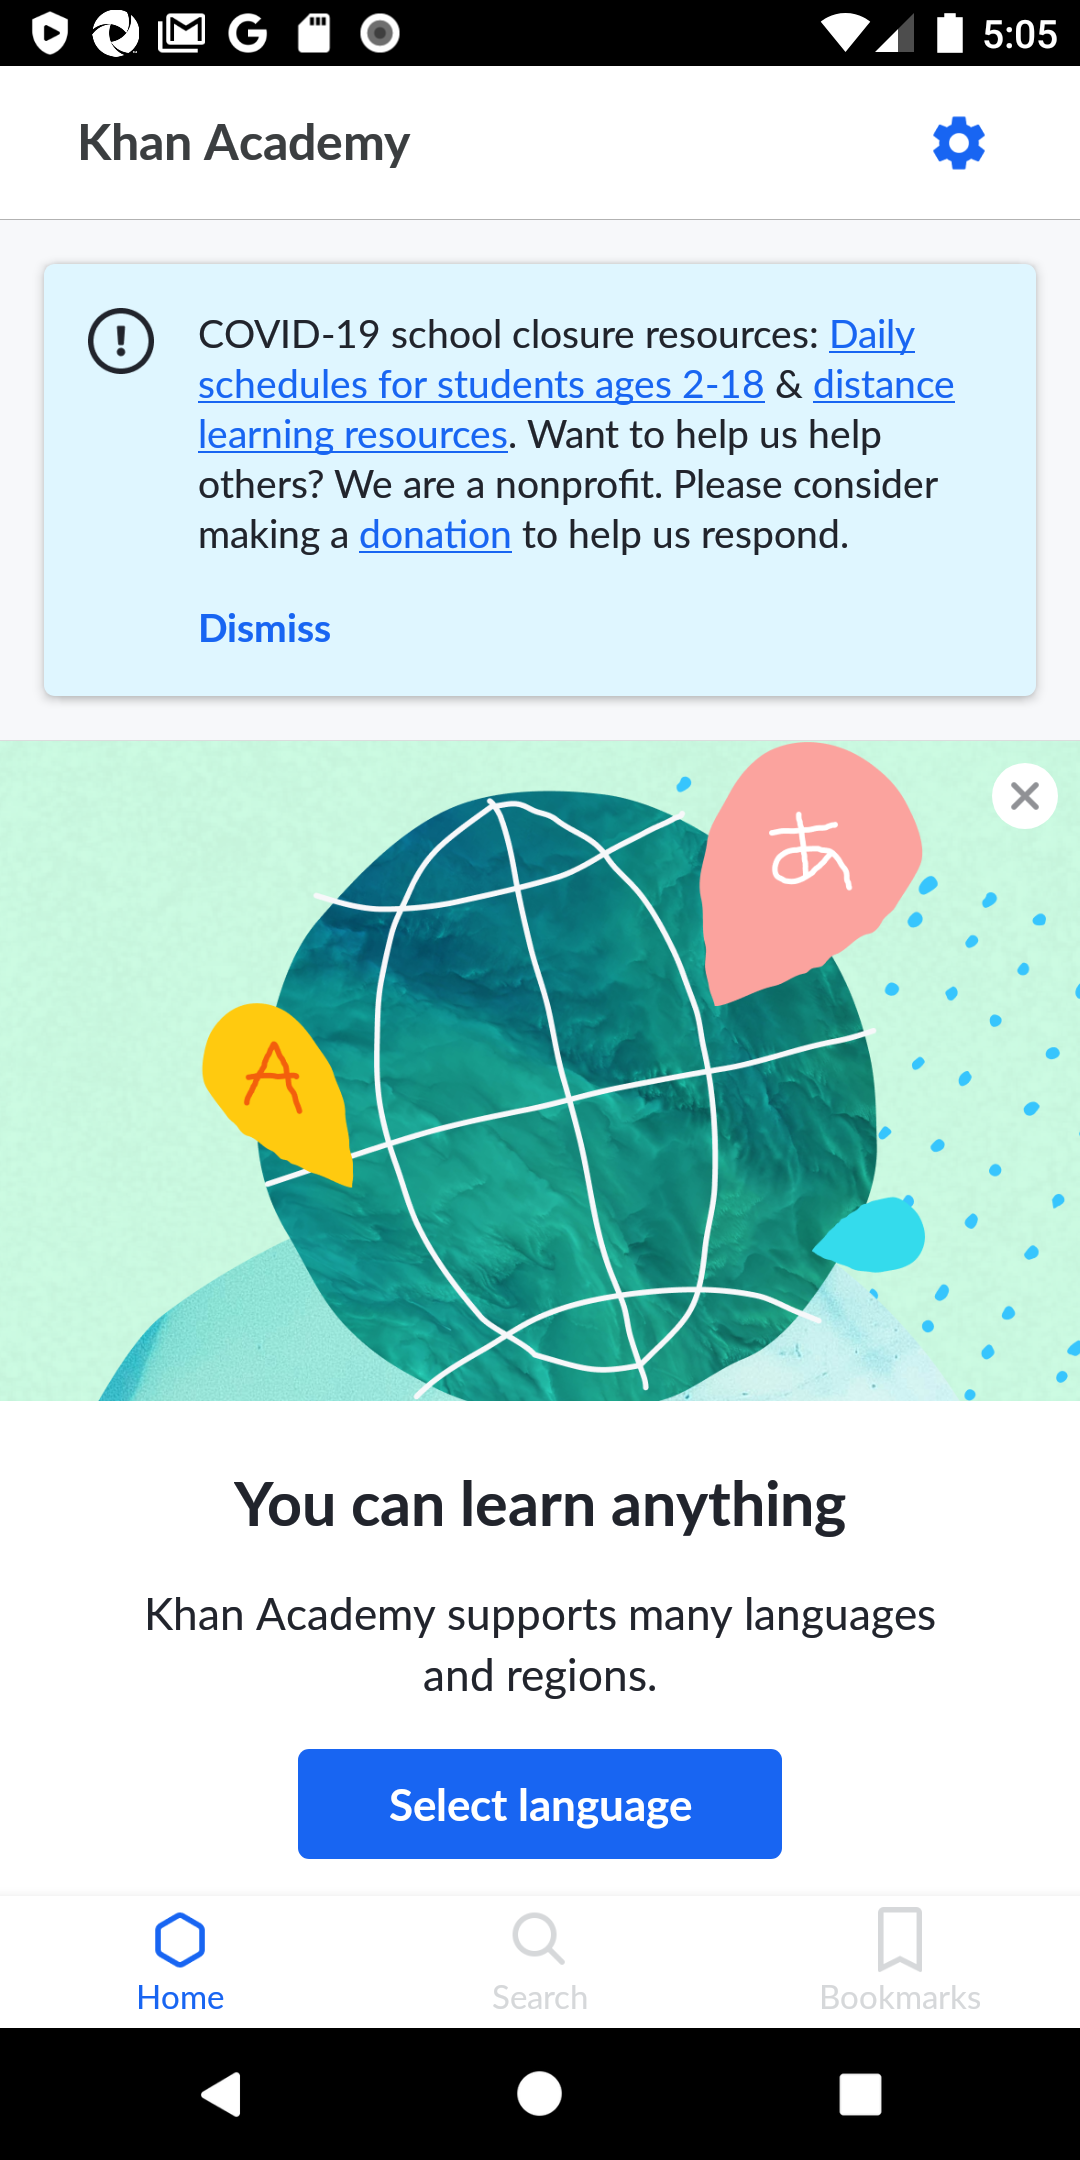 5:05
Khan Academy
COVID-19 school closure resources: Daily
schedules for students ages 2-18 & distance
learning resources. Want to help us help
others? We are a nonprofit. Please consider
making a donation to help us respond.
Dismiss
あ
A
You can learn anything
Khan Academy supports many languages
and regions.
Select language
Home
Search
Bookmarks